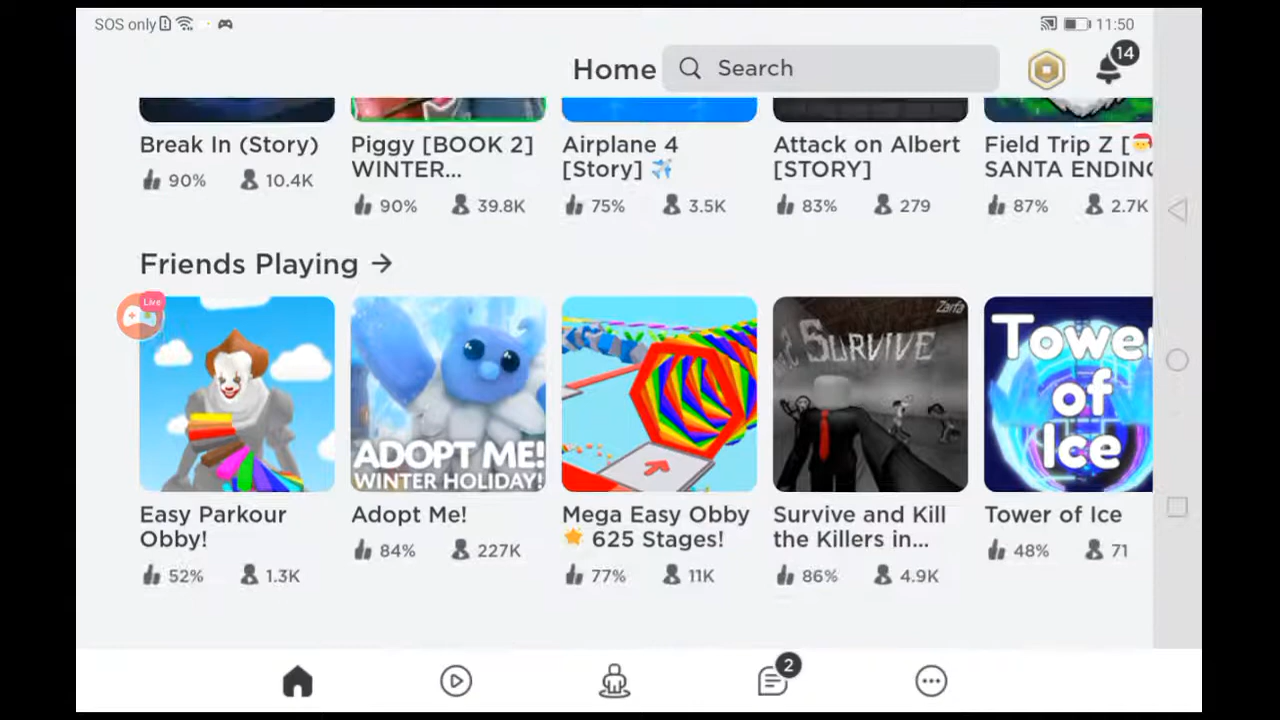 SOS only
11:50
Home
Search
14
Break In (Story)
90% 10.4K
Piggy [BOOK 2]
WINTER...
90% 39.8K
Airplane 4
[Story] ✈️
75% 3.5K
Attack on Albert
[STORY]
83% 279
Field Trip Z [🎅
SANTA ENDING
87% 2.7K
Friends Playing →
Live
Easy Parkour
Obby!
52% 1.3K
ADOPT ME!
WINTER HOLIDAY!
Adopt Me!
84% 227K
Mega Easy Obby
🌟 625 Stages!
77% 11K
Zarfa
SURVIVE
Survive and Kill
the Killers in...
86% 4.9K
Tower
of
Ice
Tower of Ice
48% 71
2